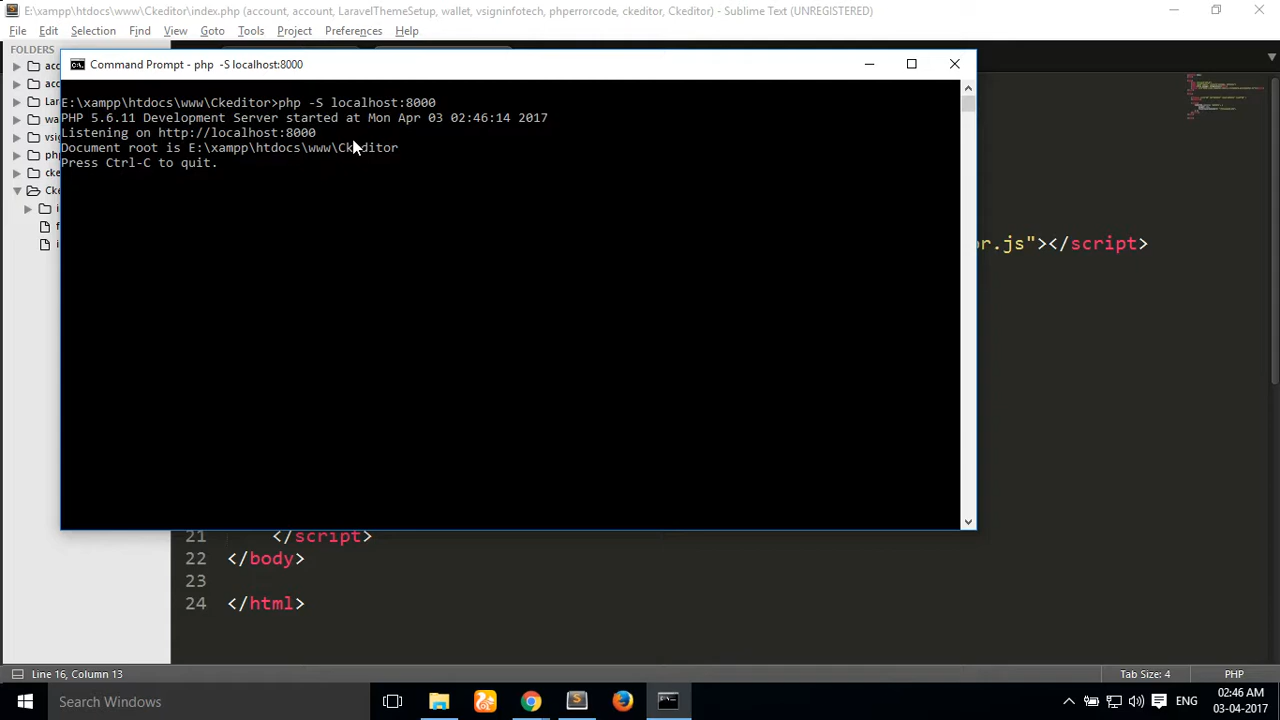 E:\xampp\htdocs\www\Ckeditor\index.php (account, account, LaravelThemeSetup, wallet, vsigninfotech, phperrorcode, ckeditor, Ckeditor) - Sublime Text (UNREGISTERED)
File Edit Selection Find View Goto Tools Project Preferences Help
FOLDERS
Command Prompt - php  -S localhost:8000
E:\xampp\htdocs\www\Ckeditor>php -S localhost:8000
PHP 5.6.11 Development Server started at Mon Apr 03 02:46:14 2017
Listening on http://localhost:8000
Document root is E:\xampp\htdocs\www\Ckeditor
Press Ctrl-C to quit.
or.js"></script>
21 </script>
22 </body>
23
24 </html>
Line 16, Column 13 Tab Size: 4 PHP
Search Windows ENG 02:46 AM
03-04-2017